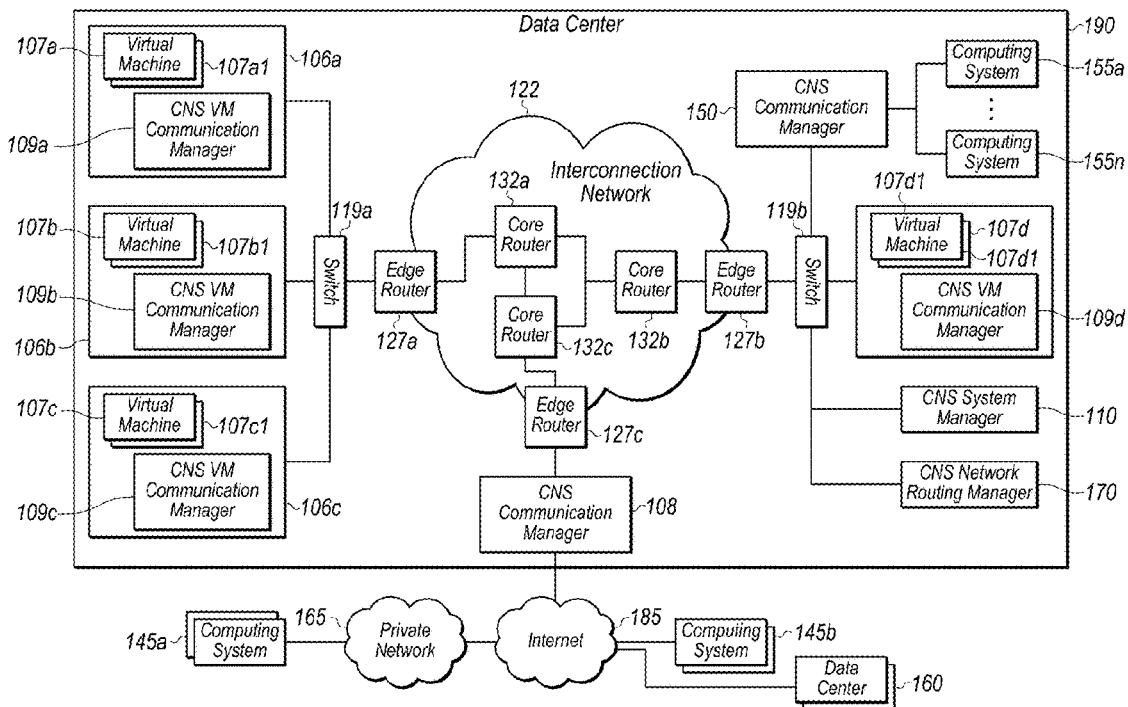 Data Center
190
107a
Virtual
Machine
107a1
106a
CNS VM
Communication
Manager
109a
122
150
CNS
Communication
Manager
Computing
System
155a
Computing
System
155n
Interconnection
Network
107b
Virtual
Machine
107b1
CNS VM
Communication
Manager
109b
106b
119a
Switch
Edge
Router
127a
132a
Core
Router
Core
Router
132c
Core
Router
132b
Edge
Router
127b
119b
Switch
107d1
Virtual
Machine
107d
107d1
CNS VM
Communication
Manager
109d
Edge
Router
127c
107c
Virtual
Machine
107c1
CNS VM
Communication
Manager
109c
106c
CNS System
Manager
110
CNS Network
Routing Manager
170
CNS
Communication
Manager
108
145a
Computing
System
165
Private
Network
Internet
185
Computing
System
145b
Data
Center
160